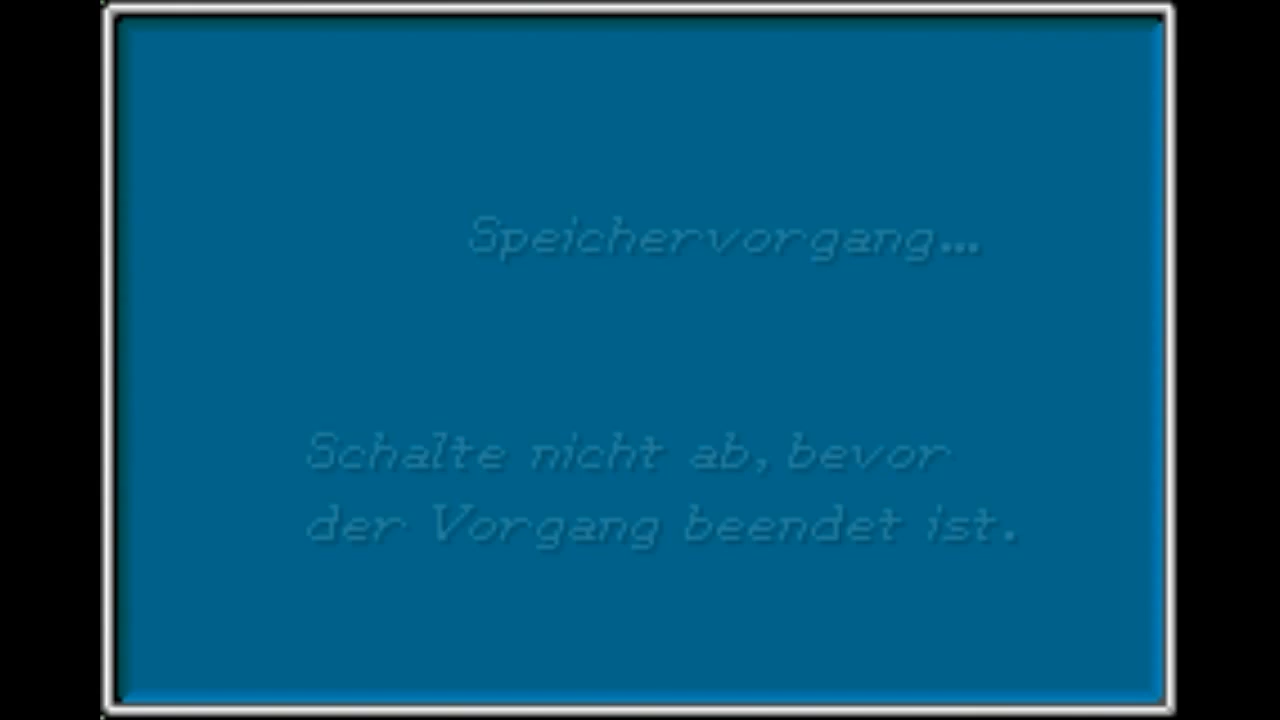 Speichervorgang...
Schalte nicht ab, bevor
der Vorgang beendet ist.